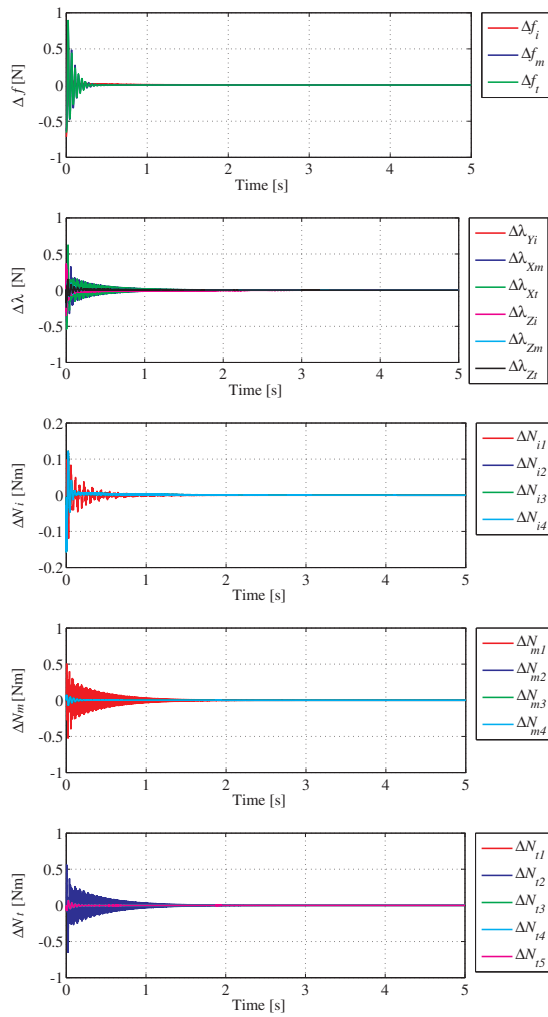 1
0.5
0
-0.5
-1
Δ f [N]
0 1 2 3 4 5
Time [s]
Δf_i
Δf_m
Δf_t
1
0.5
0
-0.5
-1
Δλ [N]
0 1 2 3 4 5
Time [s]
Δλ_Yi
Δλ_Xm
Δλ_Xt
Δλ_Zi
Δλ_Zm
Δλ_Zt
0.2
0.1
0
-0.1
-0.2
ΔN_i [Nm]
0 1 2 3 4 5
Time [s]
ΔN_i1
ΔN_i2
ΔN_i3
ΔN_i4
1
0.5
0
-0.5
-1
ΔN_m [Nm]
0 1 2 3 4 5
Time [s]
ΔN_m1
ΔN_m2
ΔN_m3
ΔN_m4
1
0.5
0
-0.5
-1
ΔN_t [Nm]
0 1 2 3 4 5
Time [s]
ΔN_t1
ΔN_t2
ΔN_t3
ΔN_t4
ΔN_t5